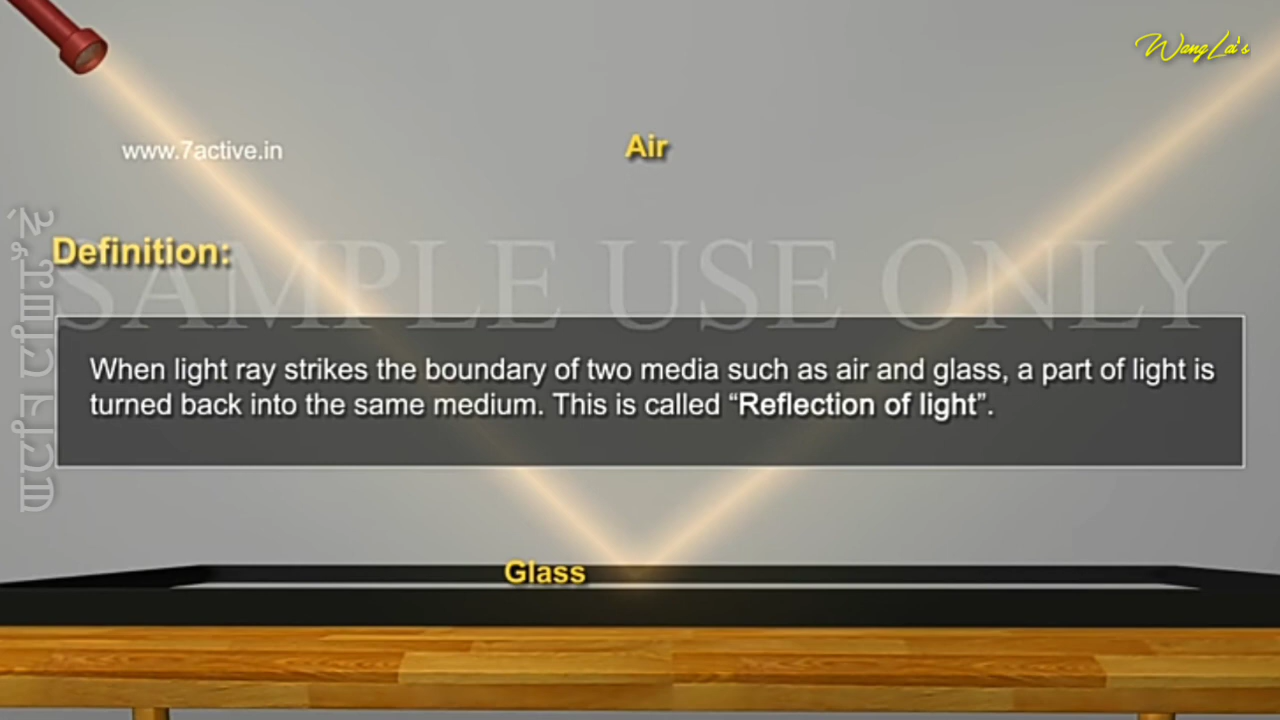 Wang Lai's
Air
www.7active.in
Definition:
SAMPLE USE ONLY
When light ray strikes the boundary of two media such as air and glass, a part of light is
turned back into the same medium. This is called “Reflection of light”.
Glass